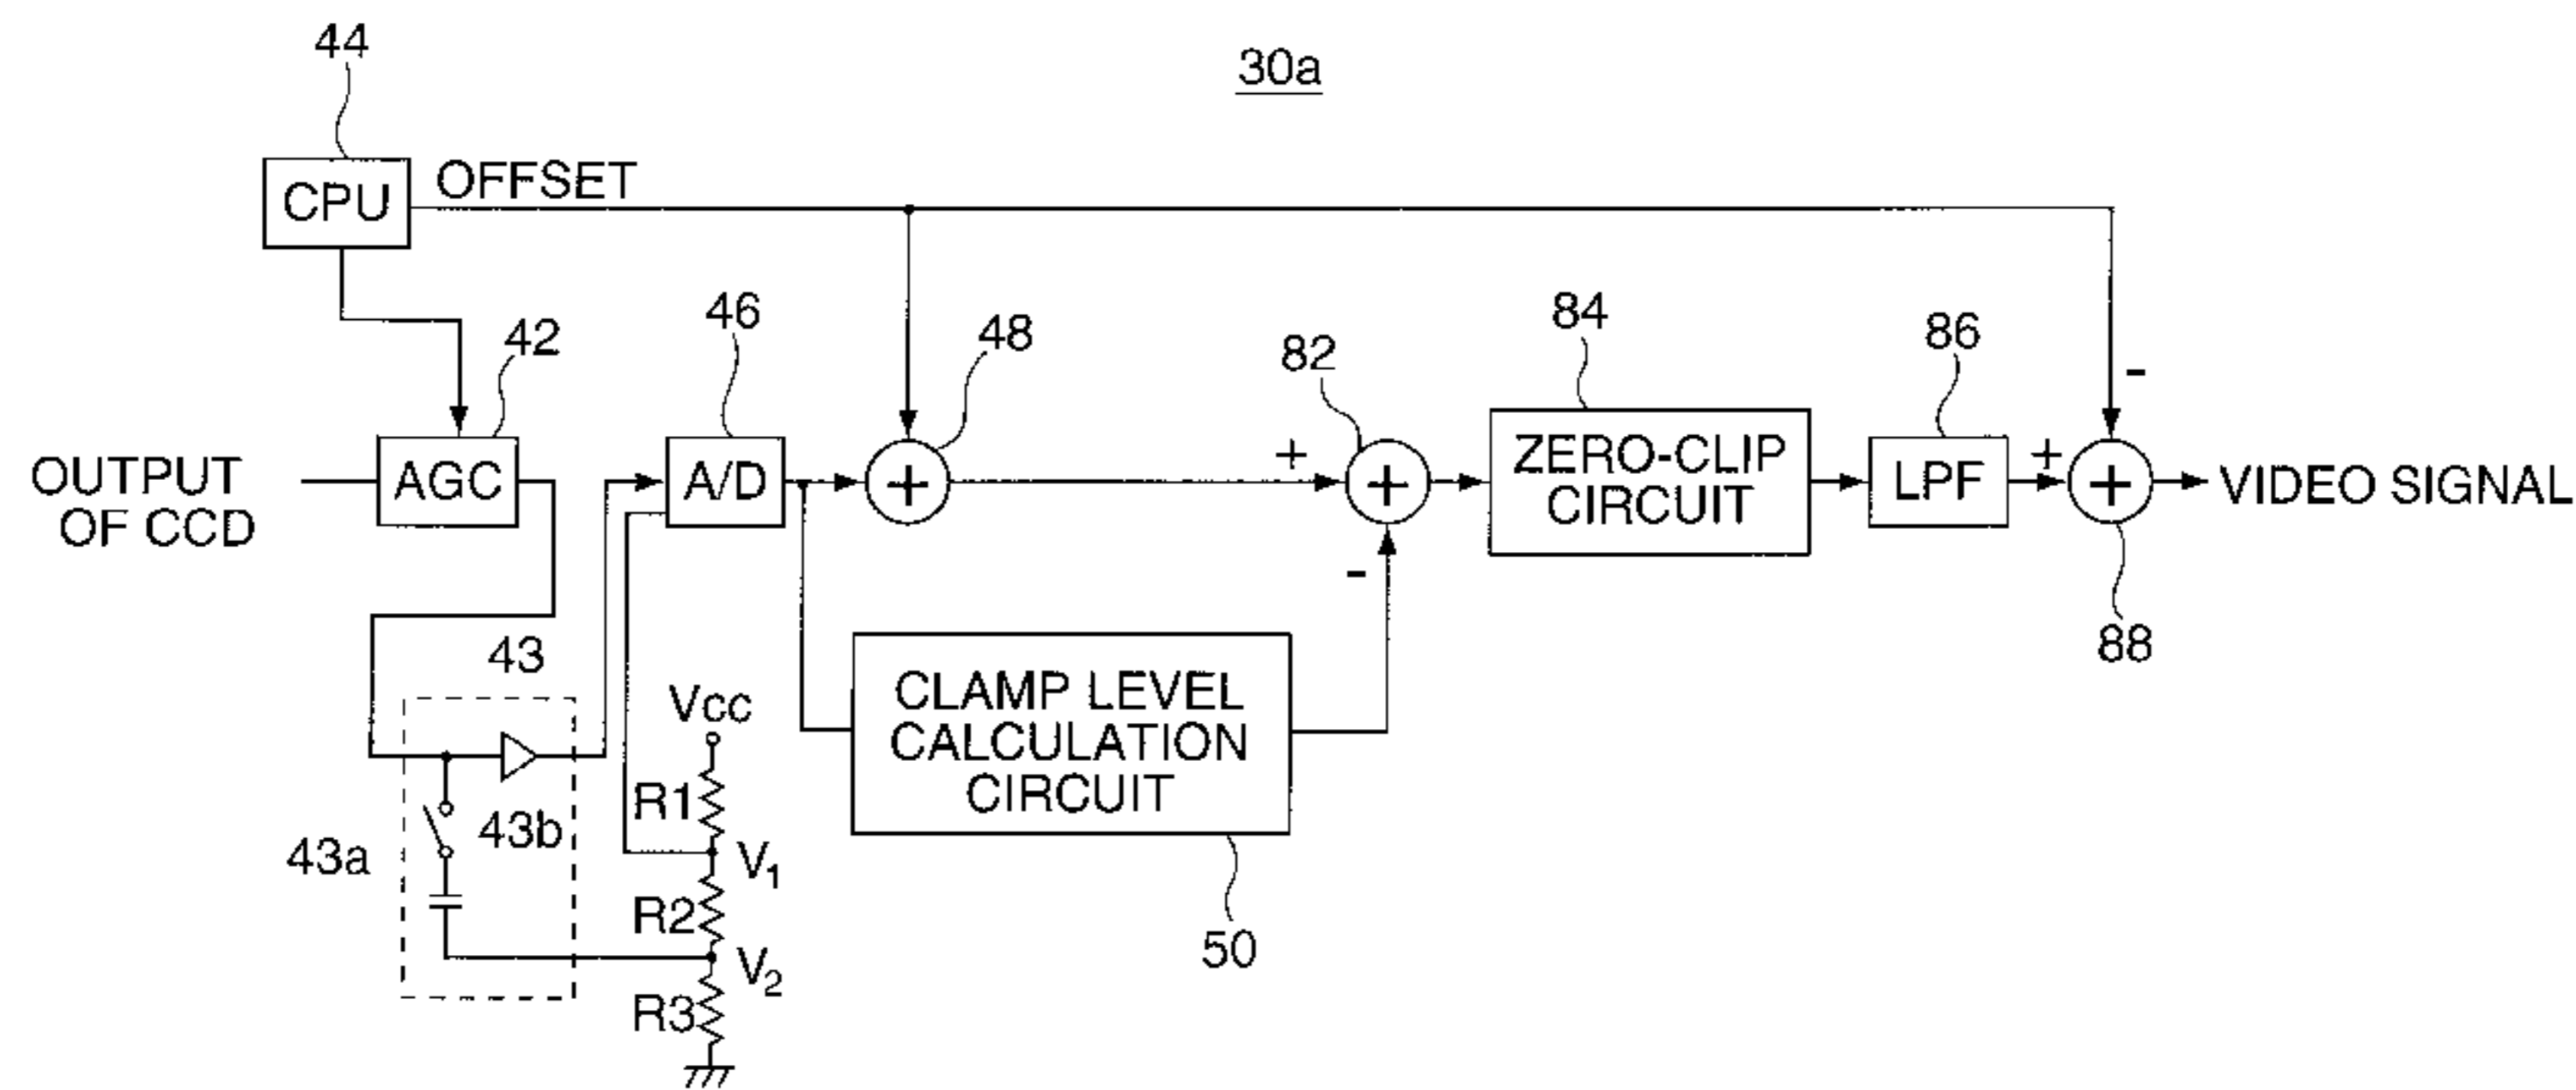 44
30a
CPU
OFFSET
42
46
48
82
84
86
-
OUTPUT
OF CCD
AGC
A/D
+
+
+
ZERO-CLIP
CIRCUIT
LPF
+
+
VIDEO SIGNAL
-
88
43
Vcc
CLAMP LEVEL
CALCULATION
CIRCUIT
R1
43b
43a
V1
R2
50
V2
R3